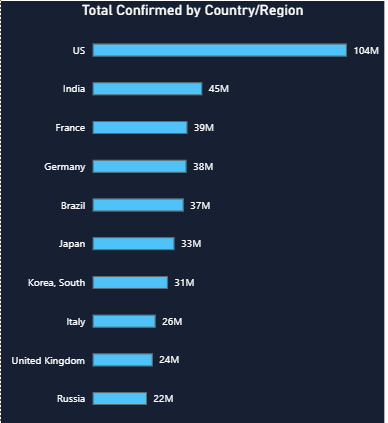 Total Confirmed by Country/Region
US 104M
India 45M
France 39M
Germany 38M
Brazil 37M
Japan 33M
Korea, South 31M
Italy 26M
United Kingdom 24M
Russia 22M